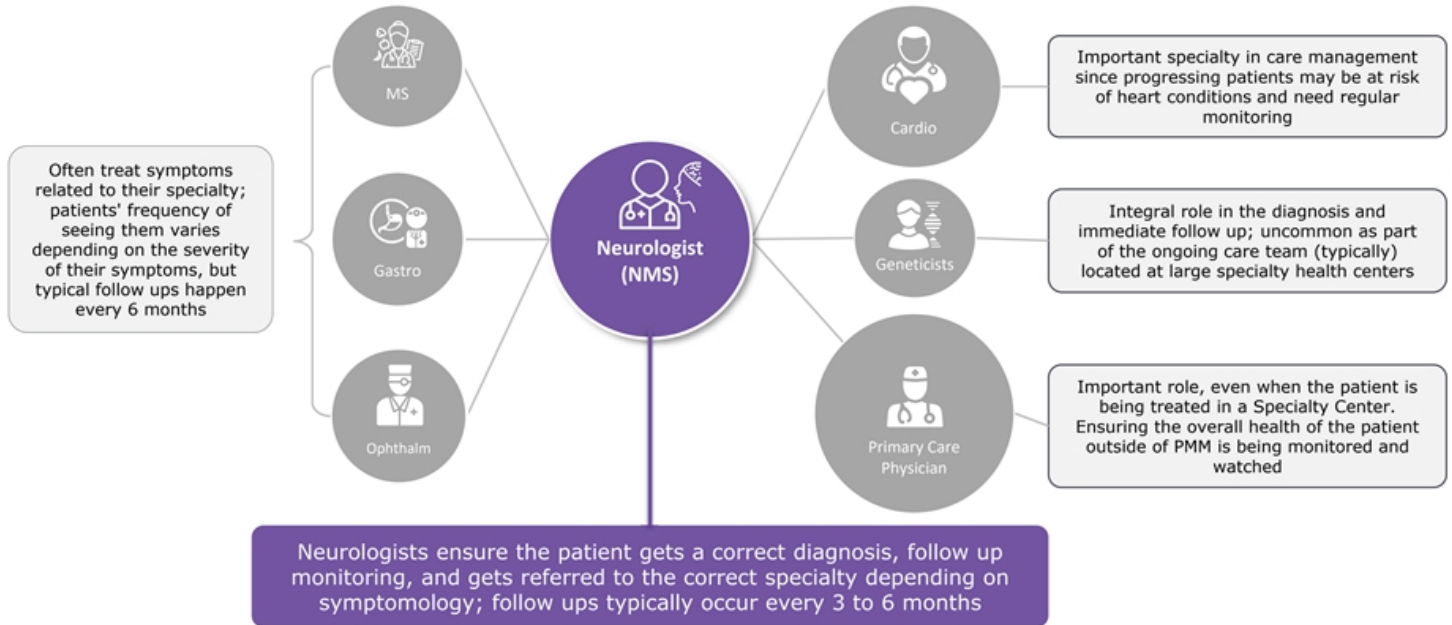 MS
Gastro
Ophthalm
Often treat symptoms
related to their specialty;
patients' frequency of
seeing them varies
depending on the severity
of their symptoms, but
typical follow ups happen
every 6 months
Neurologist
(NMS)
Cardio
Important specialty in care management
since progressing patients may be at risk
of heart conditions and need regular
monitoring
Geneticists
Integral role in the diagnosis and
immediate follow up; uncommon as part
of the ongoing care team (typically)
located at large specialty health centers
Primary Care
Physician
Important role, even when the patient is
being treated in a Specialty Center.
Ensuring the overall health of the patient
outside of PMM is being monitored and
watched
Neurologists ensure the patient gets a correct diagnosis, follow up
monitoring, and gets referred to the correct specialty depending on
symptomology; follow ups typically occur every 3 to 6 months